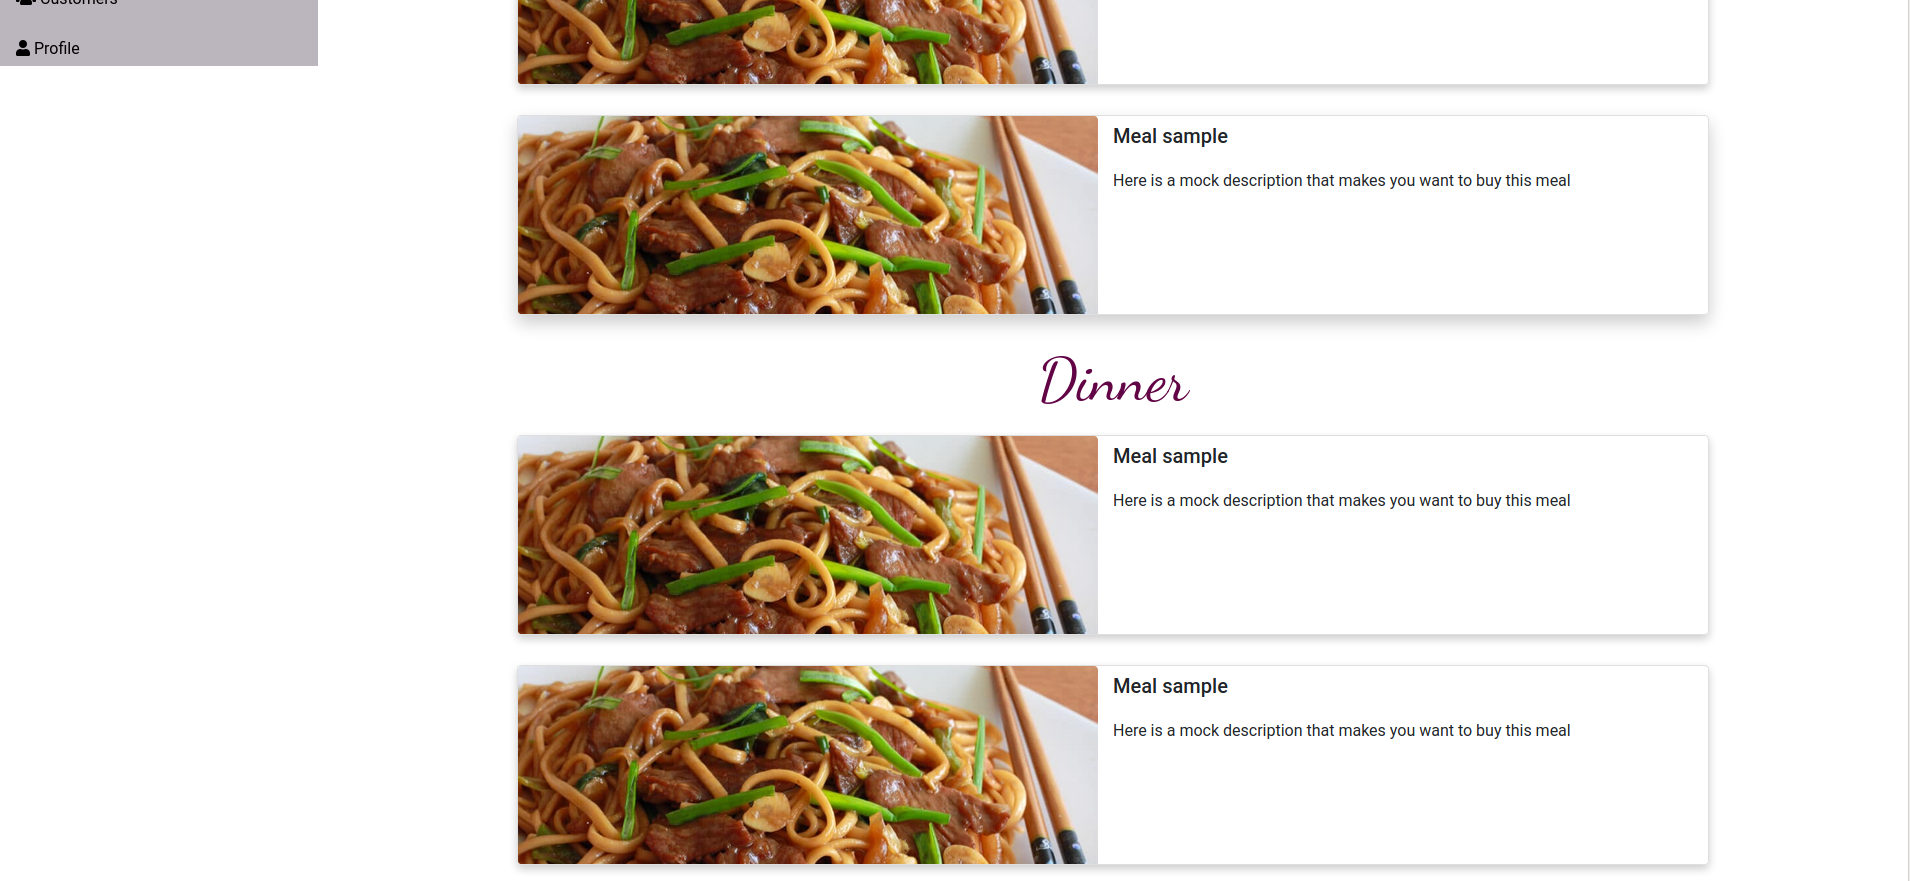 Customers
Profile
Meal sample
Here is a mock description that makes you want to buy this meal
Dinner
Meal sample
Here is a mock description that makes you want to buy this meal
Meal sample
Here is a mock description that makes you want to buy this meal